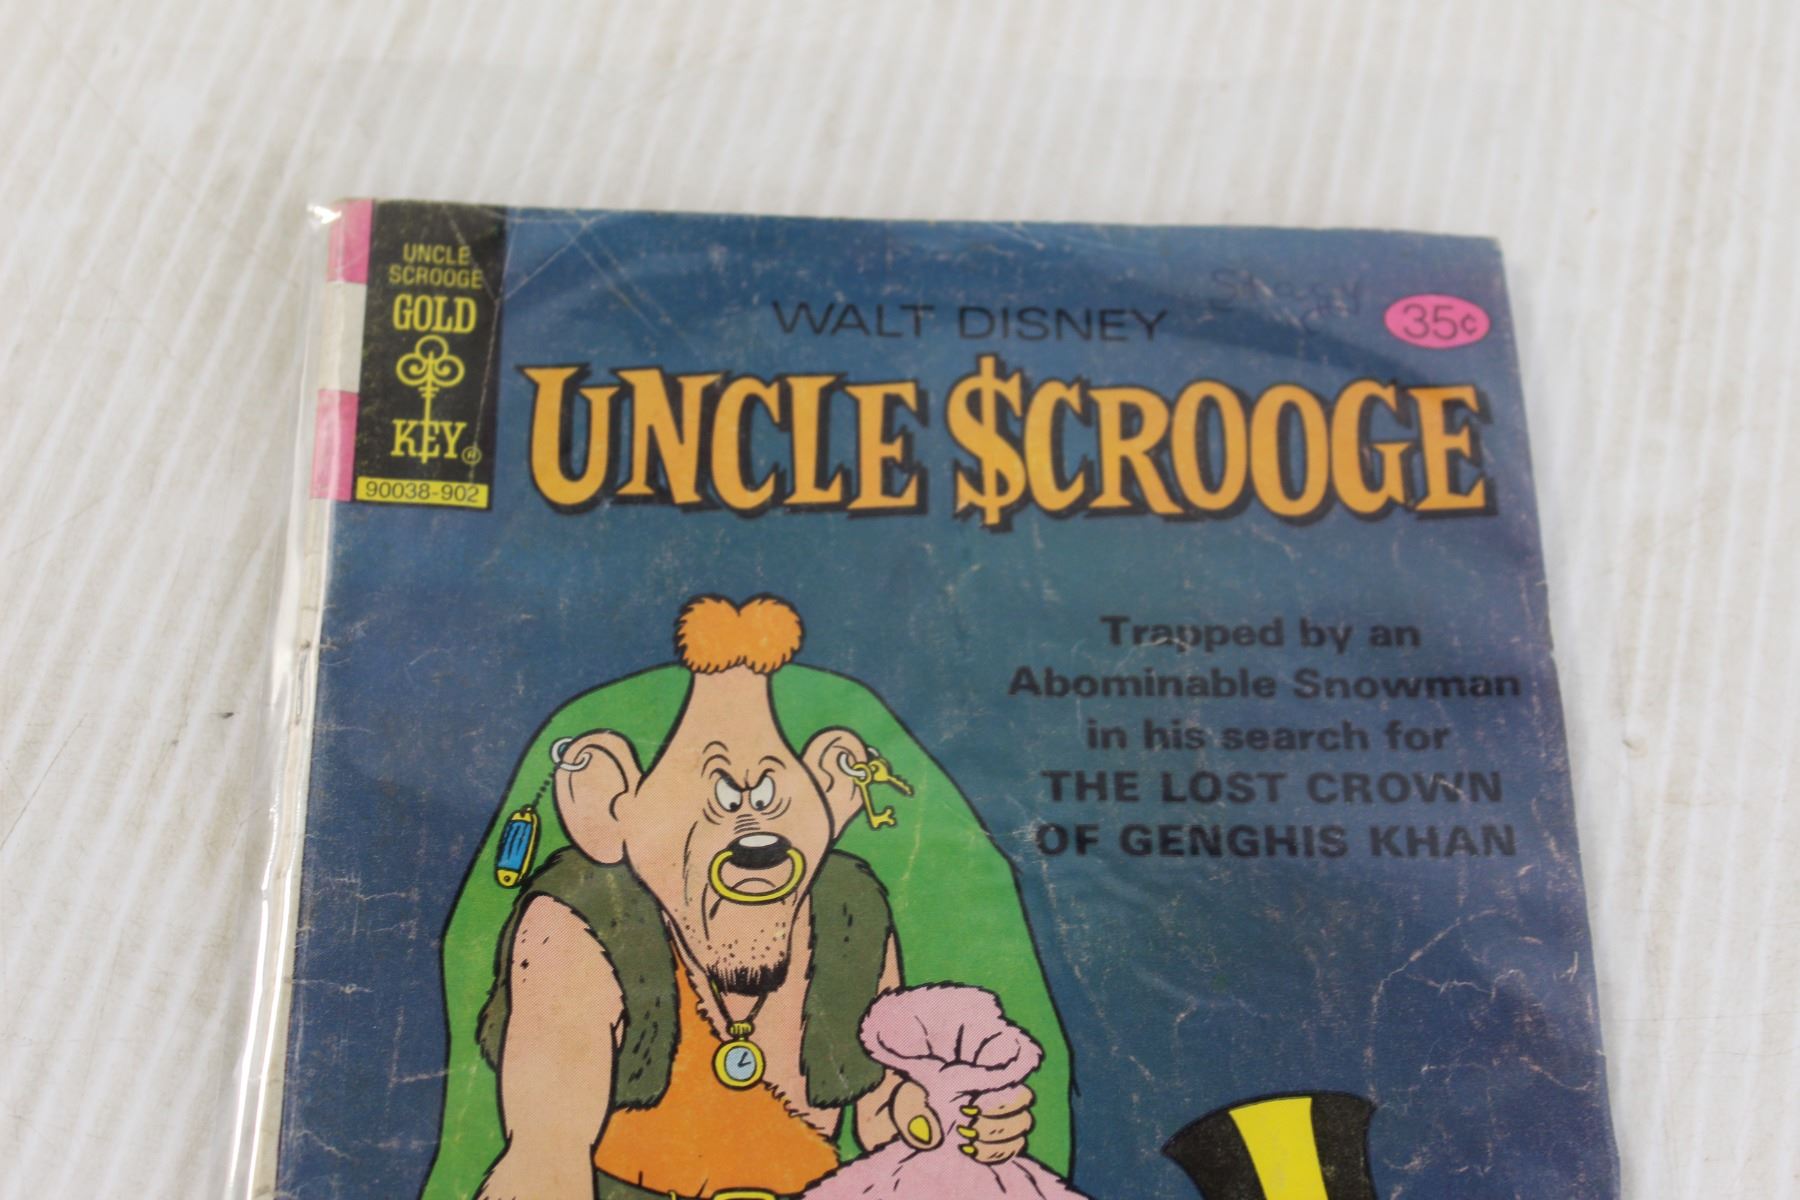 UNCLE
SCROOGE
GOLD
KEY®
90038-902
WALT DISNEY
35¢
UNCLE $CROOGE
Trapped by an
Abominable Snowman
in his search for
THE LOST CROWN
OF GENGHIS KHAN